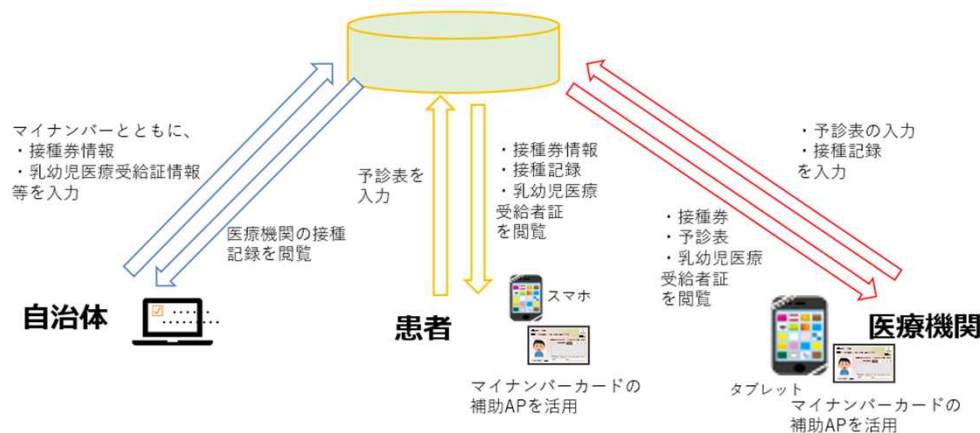 マイナンバーとともに、
・接種券情報
・乳幼児医療受給証情報
等を入力
医療機関の接種
記録を閲覧
自治体
予診表を
入力
・接種券情報
・接種記録
・乳幼児医療
受給者証
を閲覧
患者
スマホ
マイナンバーカードの
補助APを活用
・予診表の入力
・接種記録
を入力
・接種券
・予診表
・乳幼児医療
受給者証
を閲覧
医療機関
タブレット
マイナンバーカードの
補助APを活用